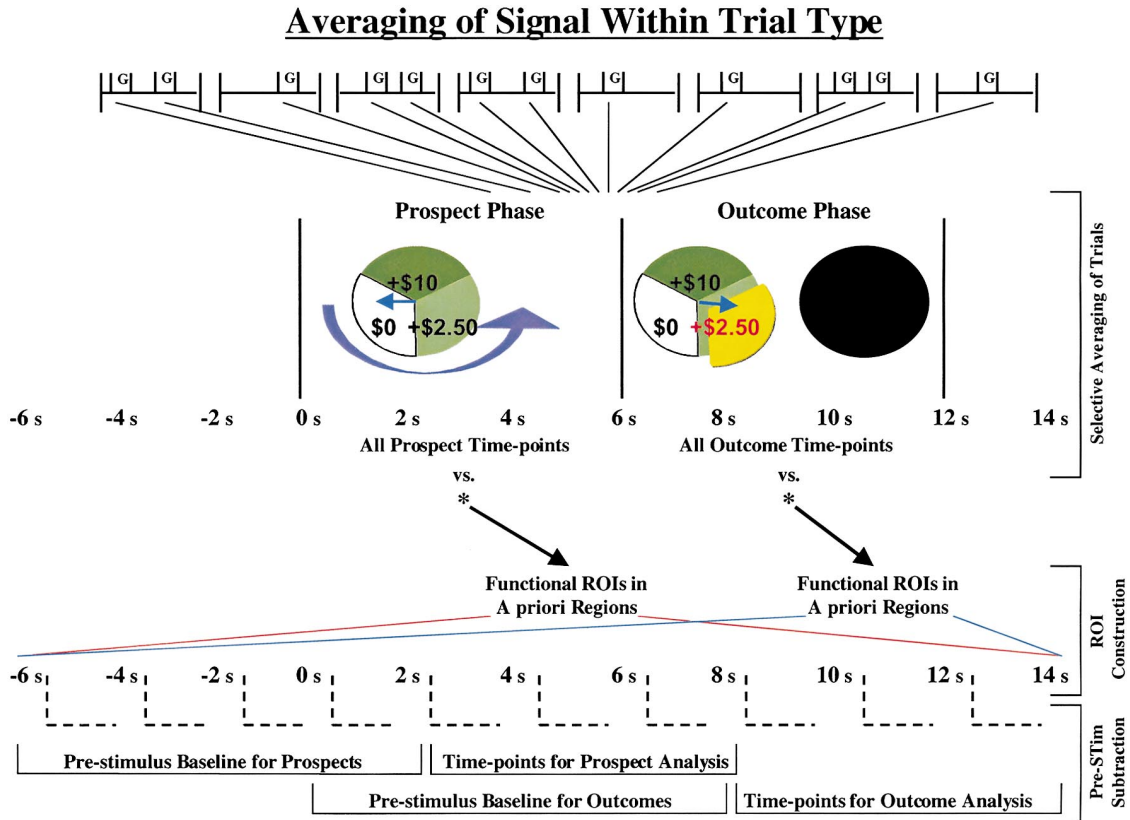 Averaging of Signal Within Trial Type
G G G G G G G G G G
Prospect Phase Outcome Phase
+$10 +$10
$0 +$2.50 $0 +$2.50
-6 s -4 s -2 s 0 s 2 s 4 s 6 s 8 s 10 s 12 s 14 s
All Prospect Time-points All Outcome Time-points
vs. vs.
* *
Selective Averaging of Trials
Functional ROIs in Functional ROIs in
A priori Regions A priori Regions
ROI
Construction
-6 s -4 s -2 s 0 s 2 s 4 s 6 s 8 s 10 s 12 s 14 s
Pre-stimulus Baseline for Prospects Time-points for Prospect Analysis
Pre-stimulus Baseline for Outcomes Time-points for Outcome Analysis
Pre-STim
Subtraction